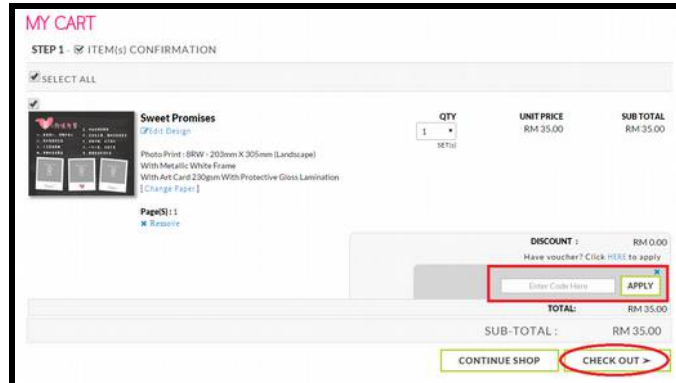 MY CART
STEP 1 - ITEM(s) CONFIRMATION
SELECT ALL
Sweet Promises
Edit Design
Photo Print : 8RW - 203mm X 305mm (Landscape)
With Metallic White Frame
With Art Card 230gsm With Protective Gloss Lamination
[ Change Paper ]
Page(S) : 1
Remove
QTY
1
SET(s)
UNIT PRICE
RM 35.00
SUB TOTAL
RM 35.00
DISCOUNT : RM 0.00
Have voucher? Click HERE to apply
Enter Code Here APPLY
TOTAL: RM 35.00
SUB-TOTAL : RM 35.00
CONTINUE SHOP CHECK OUT ➢